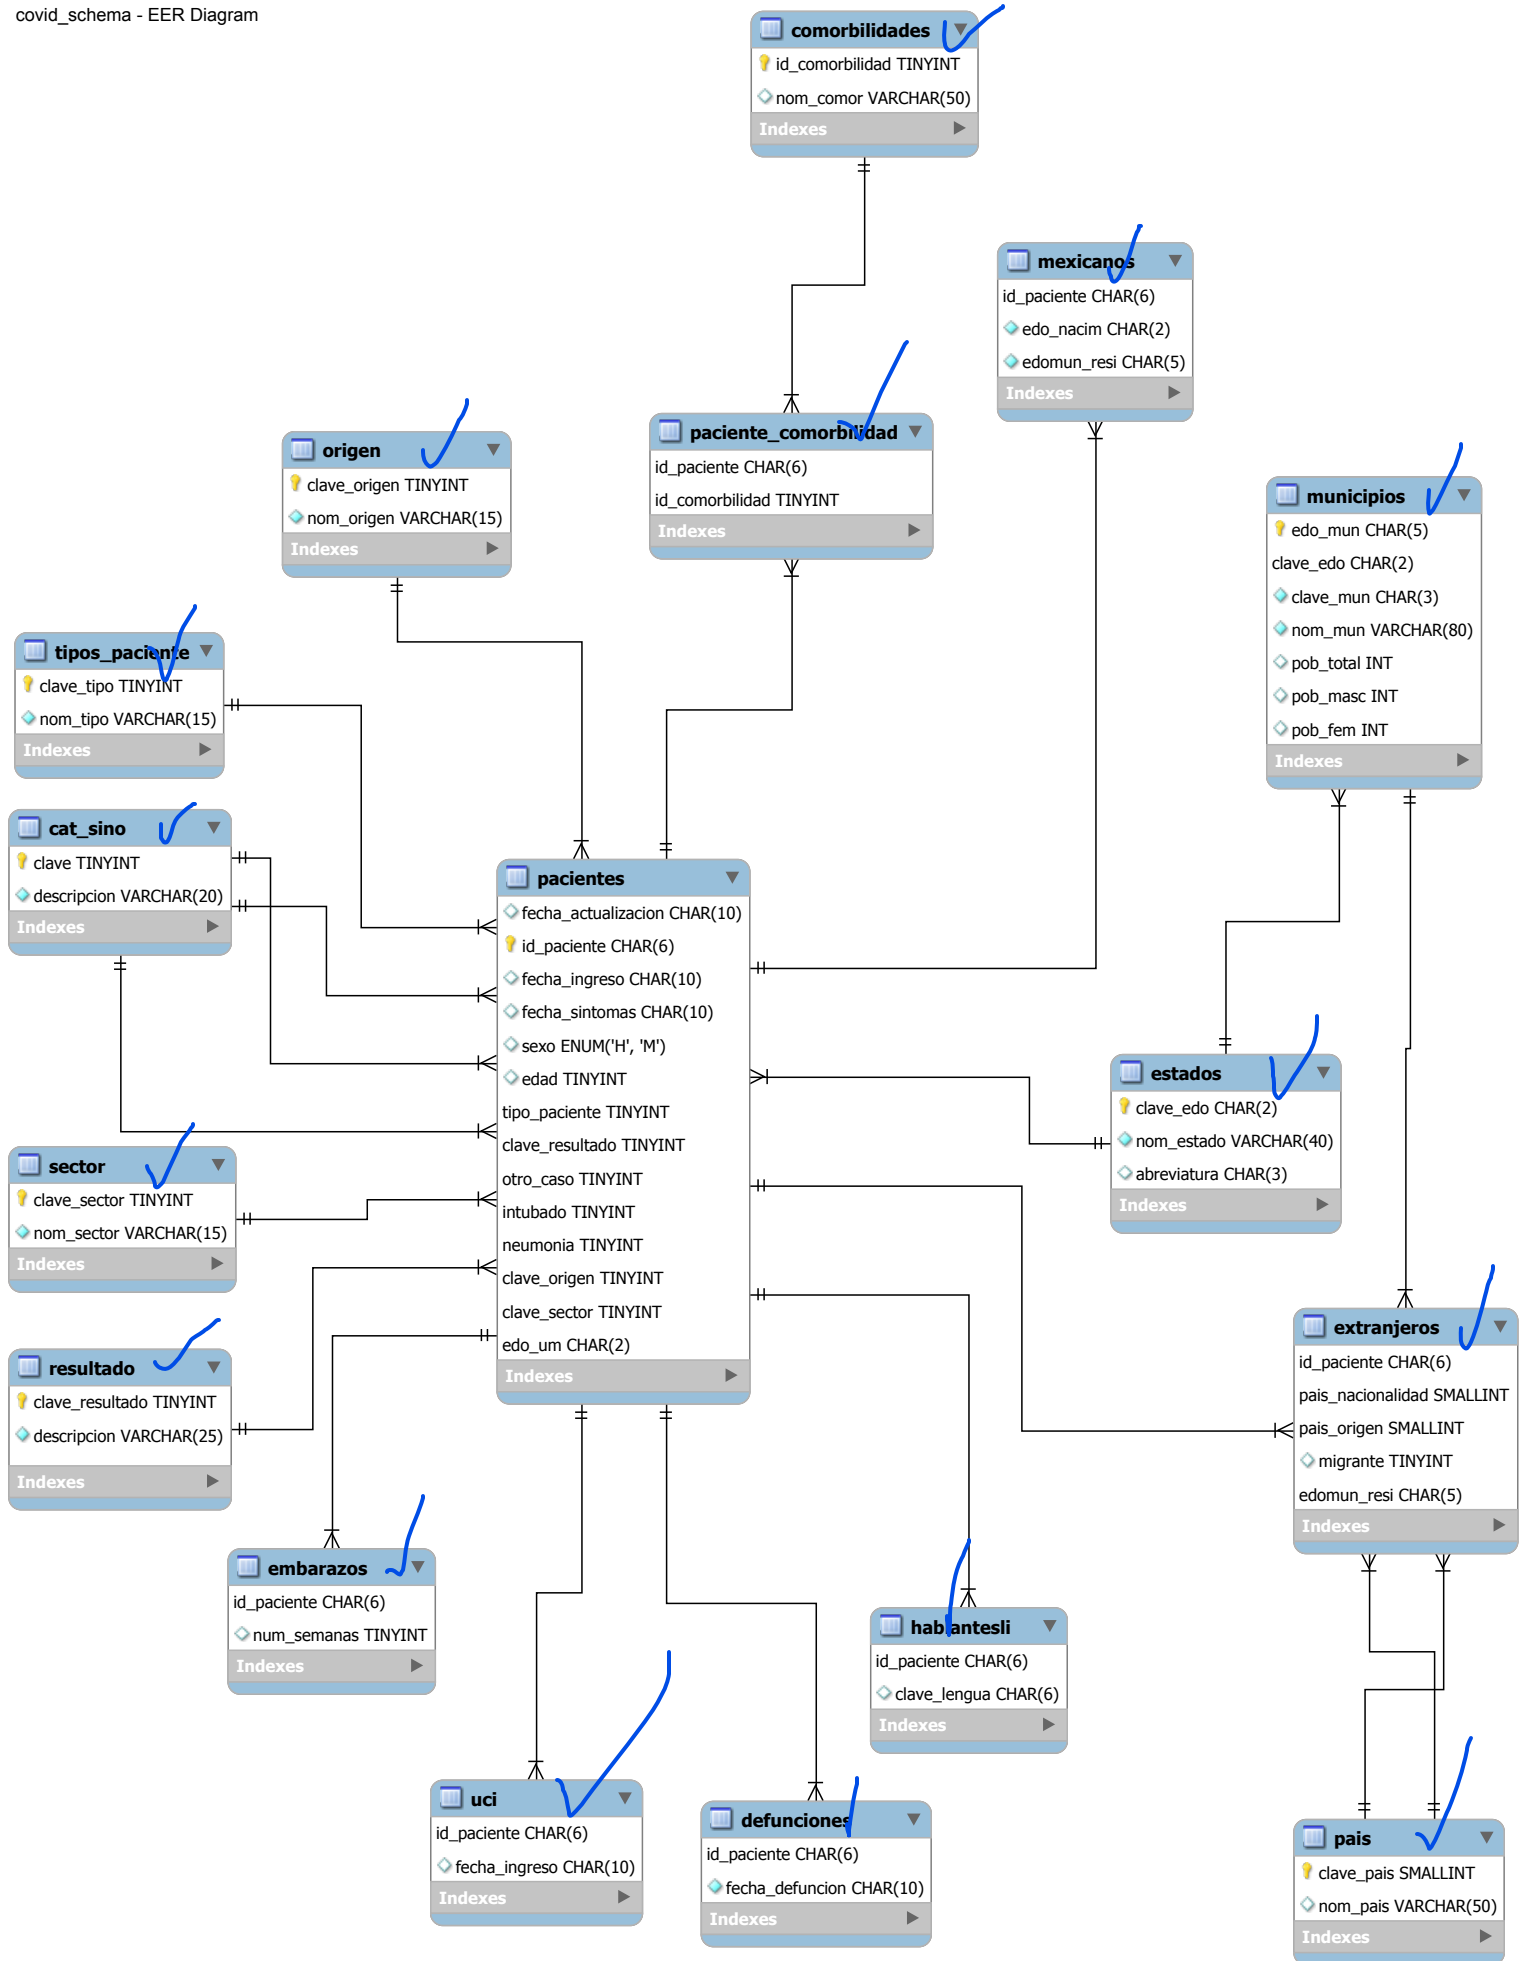 covid_schema - EER Diagram
comorbilidades
id_comorbilidad TINYINT
nom_comor VARCHAR(50)
Indexes
mexicanos
id_paciente CHAR(6)
edo_nacim CHAR(2)
edomun_resi CHAR(5)
Indexes
paciente_comorbilidad
id_paciente CHAR(6)
id_comorbilidad TINYINT
Indexes
origen
clave_origen TINYINT
nom_origen VARCHAR(15)
Indexes
municipios
edo_mun CHAR(5)
clave_edo CHAR(2)
clave_mun CHAR(3)
nom_mun VARCHAR(80)
pob_total INT
pob_masc INT
pob_fem INT
Indexes
tipos_paciente
clave_tipo TINYINT
nom_tipo VARCHAR(15)
Indexes
cat_sino
clave TINYINT
descripcion VARCHAR(20)
Indexes
pacientes
fecha_actualizacion CHAR(10)
id_paciente CHAR(6)
fecha_ingreso CHAR(10)
fecha_sintomas CHAR(10)
sexo ENUM('H', 'M')
edad TINYINT
tipo_paciente TINYINT
clave_resultado TINYINT
otro_caso TINYINT
intubado TINYINT
neumonia TINYINT
clave_origen TINYINT
clave_sector TINYINT
edo_um CHAR(2)
Indexes
estados
clave_edo CHAR(2)
nom_estado VARCHAR(40)
abreviatura CHAR(3)
Indexes
sector
clave_sector TINYINT
nom_sector VARCHAR(15)
Indexes
resultado
clave_resultado TINYINT
descripcion VARCHAR(25)
Indexes
extranjeros
id_paciente CHAR(6)
pais_nacionalidad SMALLINT
pais_origen SMALLINT
migrante TINYINT
edomun_resi CHAR(5)
Indexes
embarazos
id_paciente CHAR(6)
num_semanas TINYINT
Indexes
hablantesli
id_paciente CHAR(6)
clave_lengua CHAR(6)
Indexes
uci
id_paciente CHAR(6)
fecha_ingreso CHAR(10)
Indexes
defunciones
id_paciente CHAR(6)
fecha_defuncion CHAR(10)
Indexes
pais
clave_pais SMALLINT
nom_pais VARCHAR(50)
Indexes